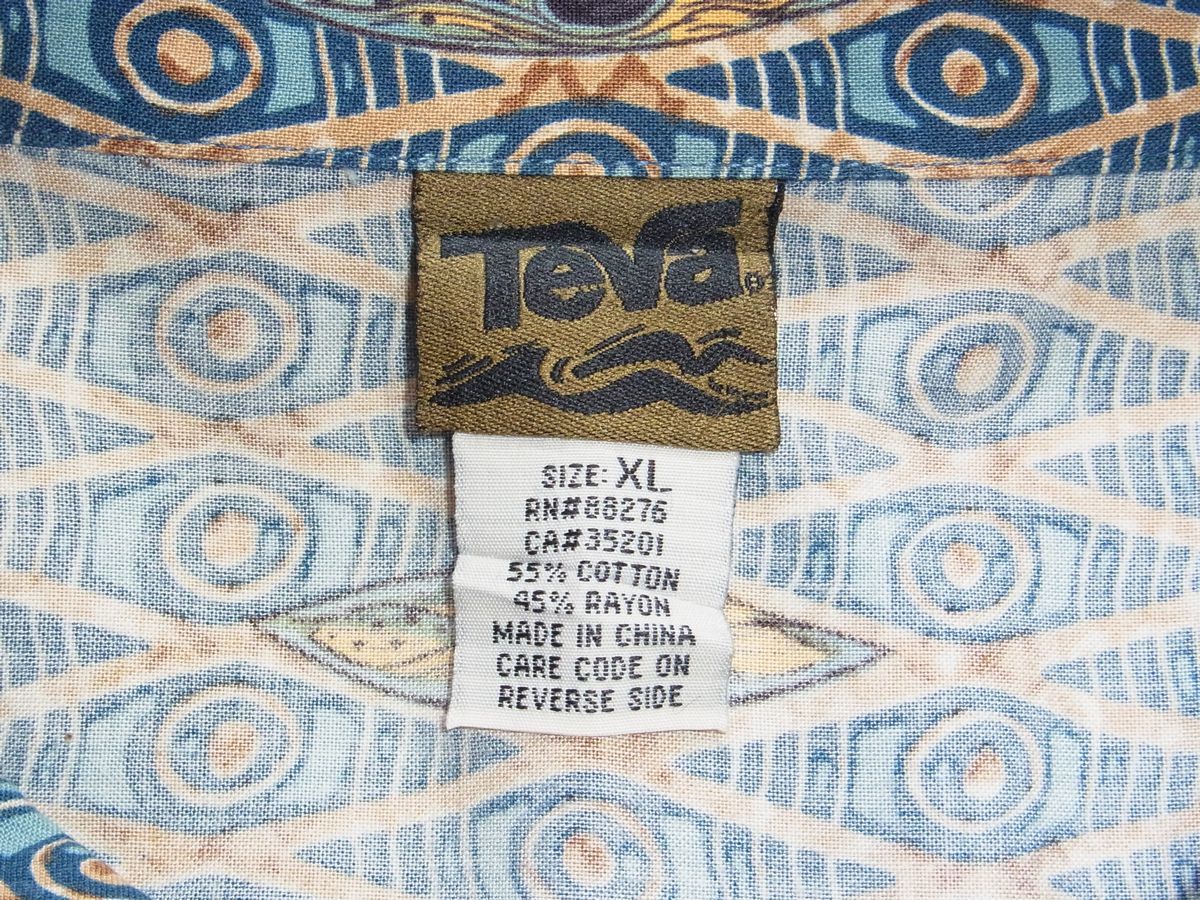 Teva®
SIZE: XL
RN#88276
CA#35201
55% COTTON
45% RAYON
MADE IN CHINA
CARE CODE ON
REVERSE SIDE